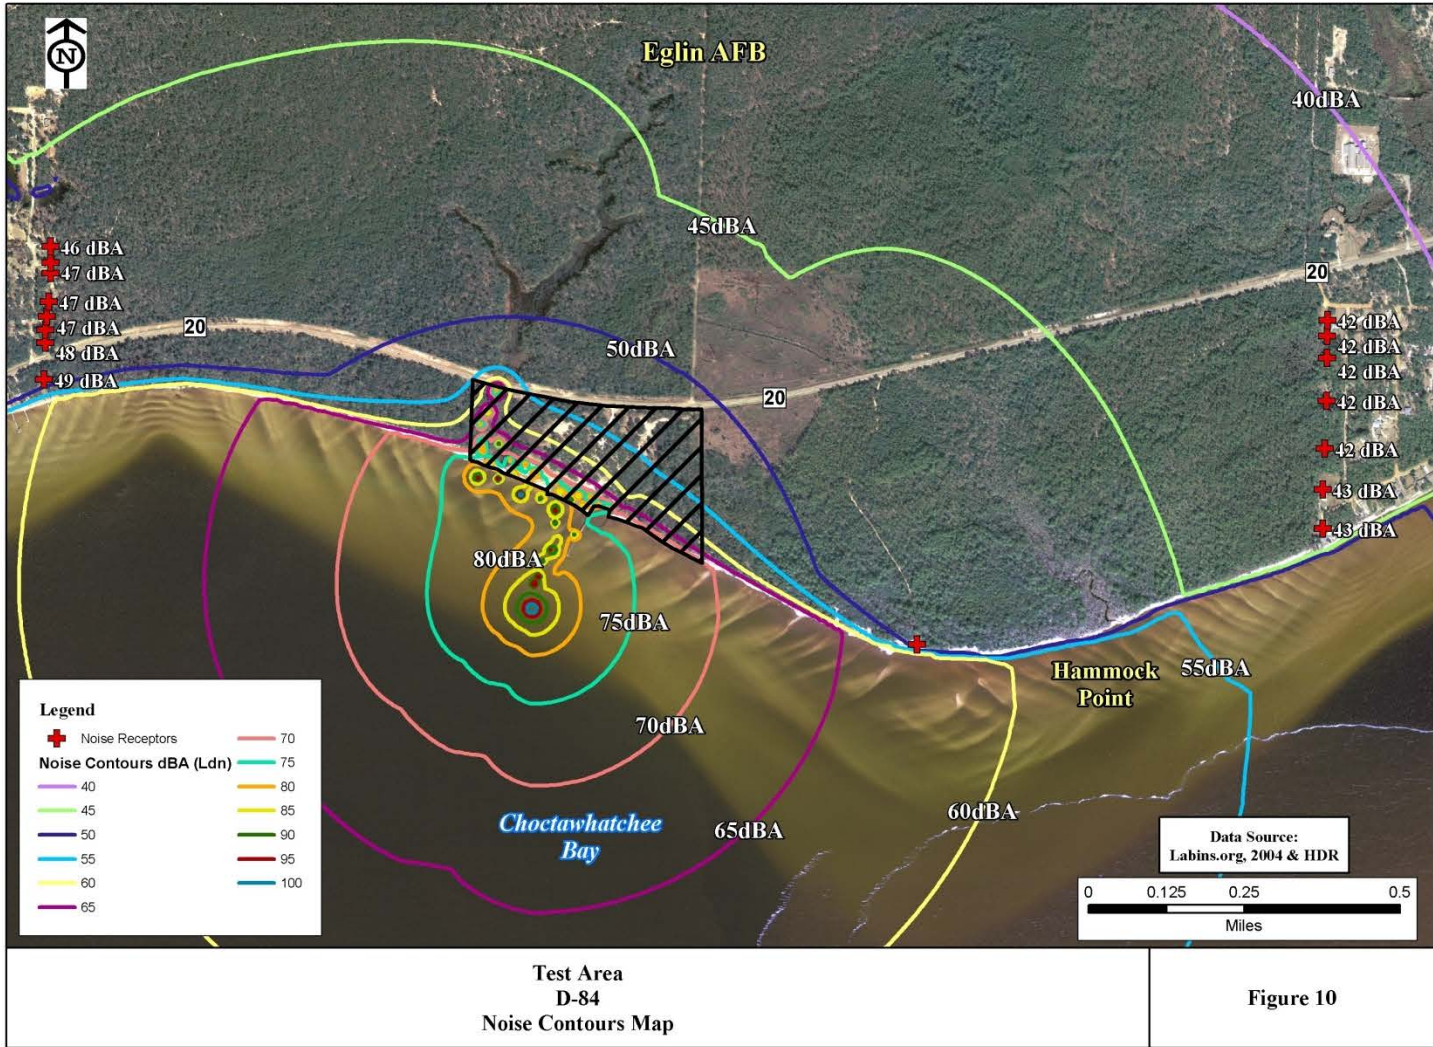 N
Eglin AFB
40dBA
45dBA
46 dBA
47 dBA
47 dBA
47 dBA
48 dBA
49 dBA
20
20
20
50dBA
42 dBA
42 dBA
42 dBA
42 dBA
42 dBA
43 dBA
43 dBA
80dBA
75dBA
70dBA
65dBA
60dBA
55dBA
Hammock
Point
Choctawhatchee
Bay
Legend
Noise Receptors
Noise Contours dBA (Ldn)
40
45
50
55
60
65
70
75
80
85
90
95
100
Data Source:
Labins.org, 2004 & HDR
0 0.125 0.25 0.5
Miles
Test Area
D-84
Noise Contours Map
Figure 10